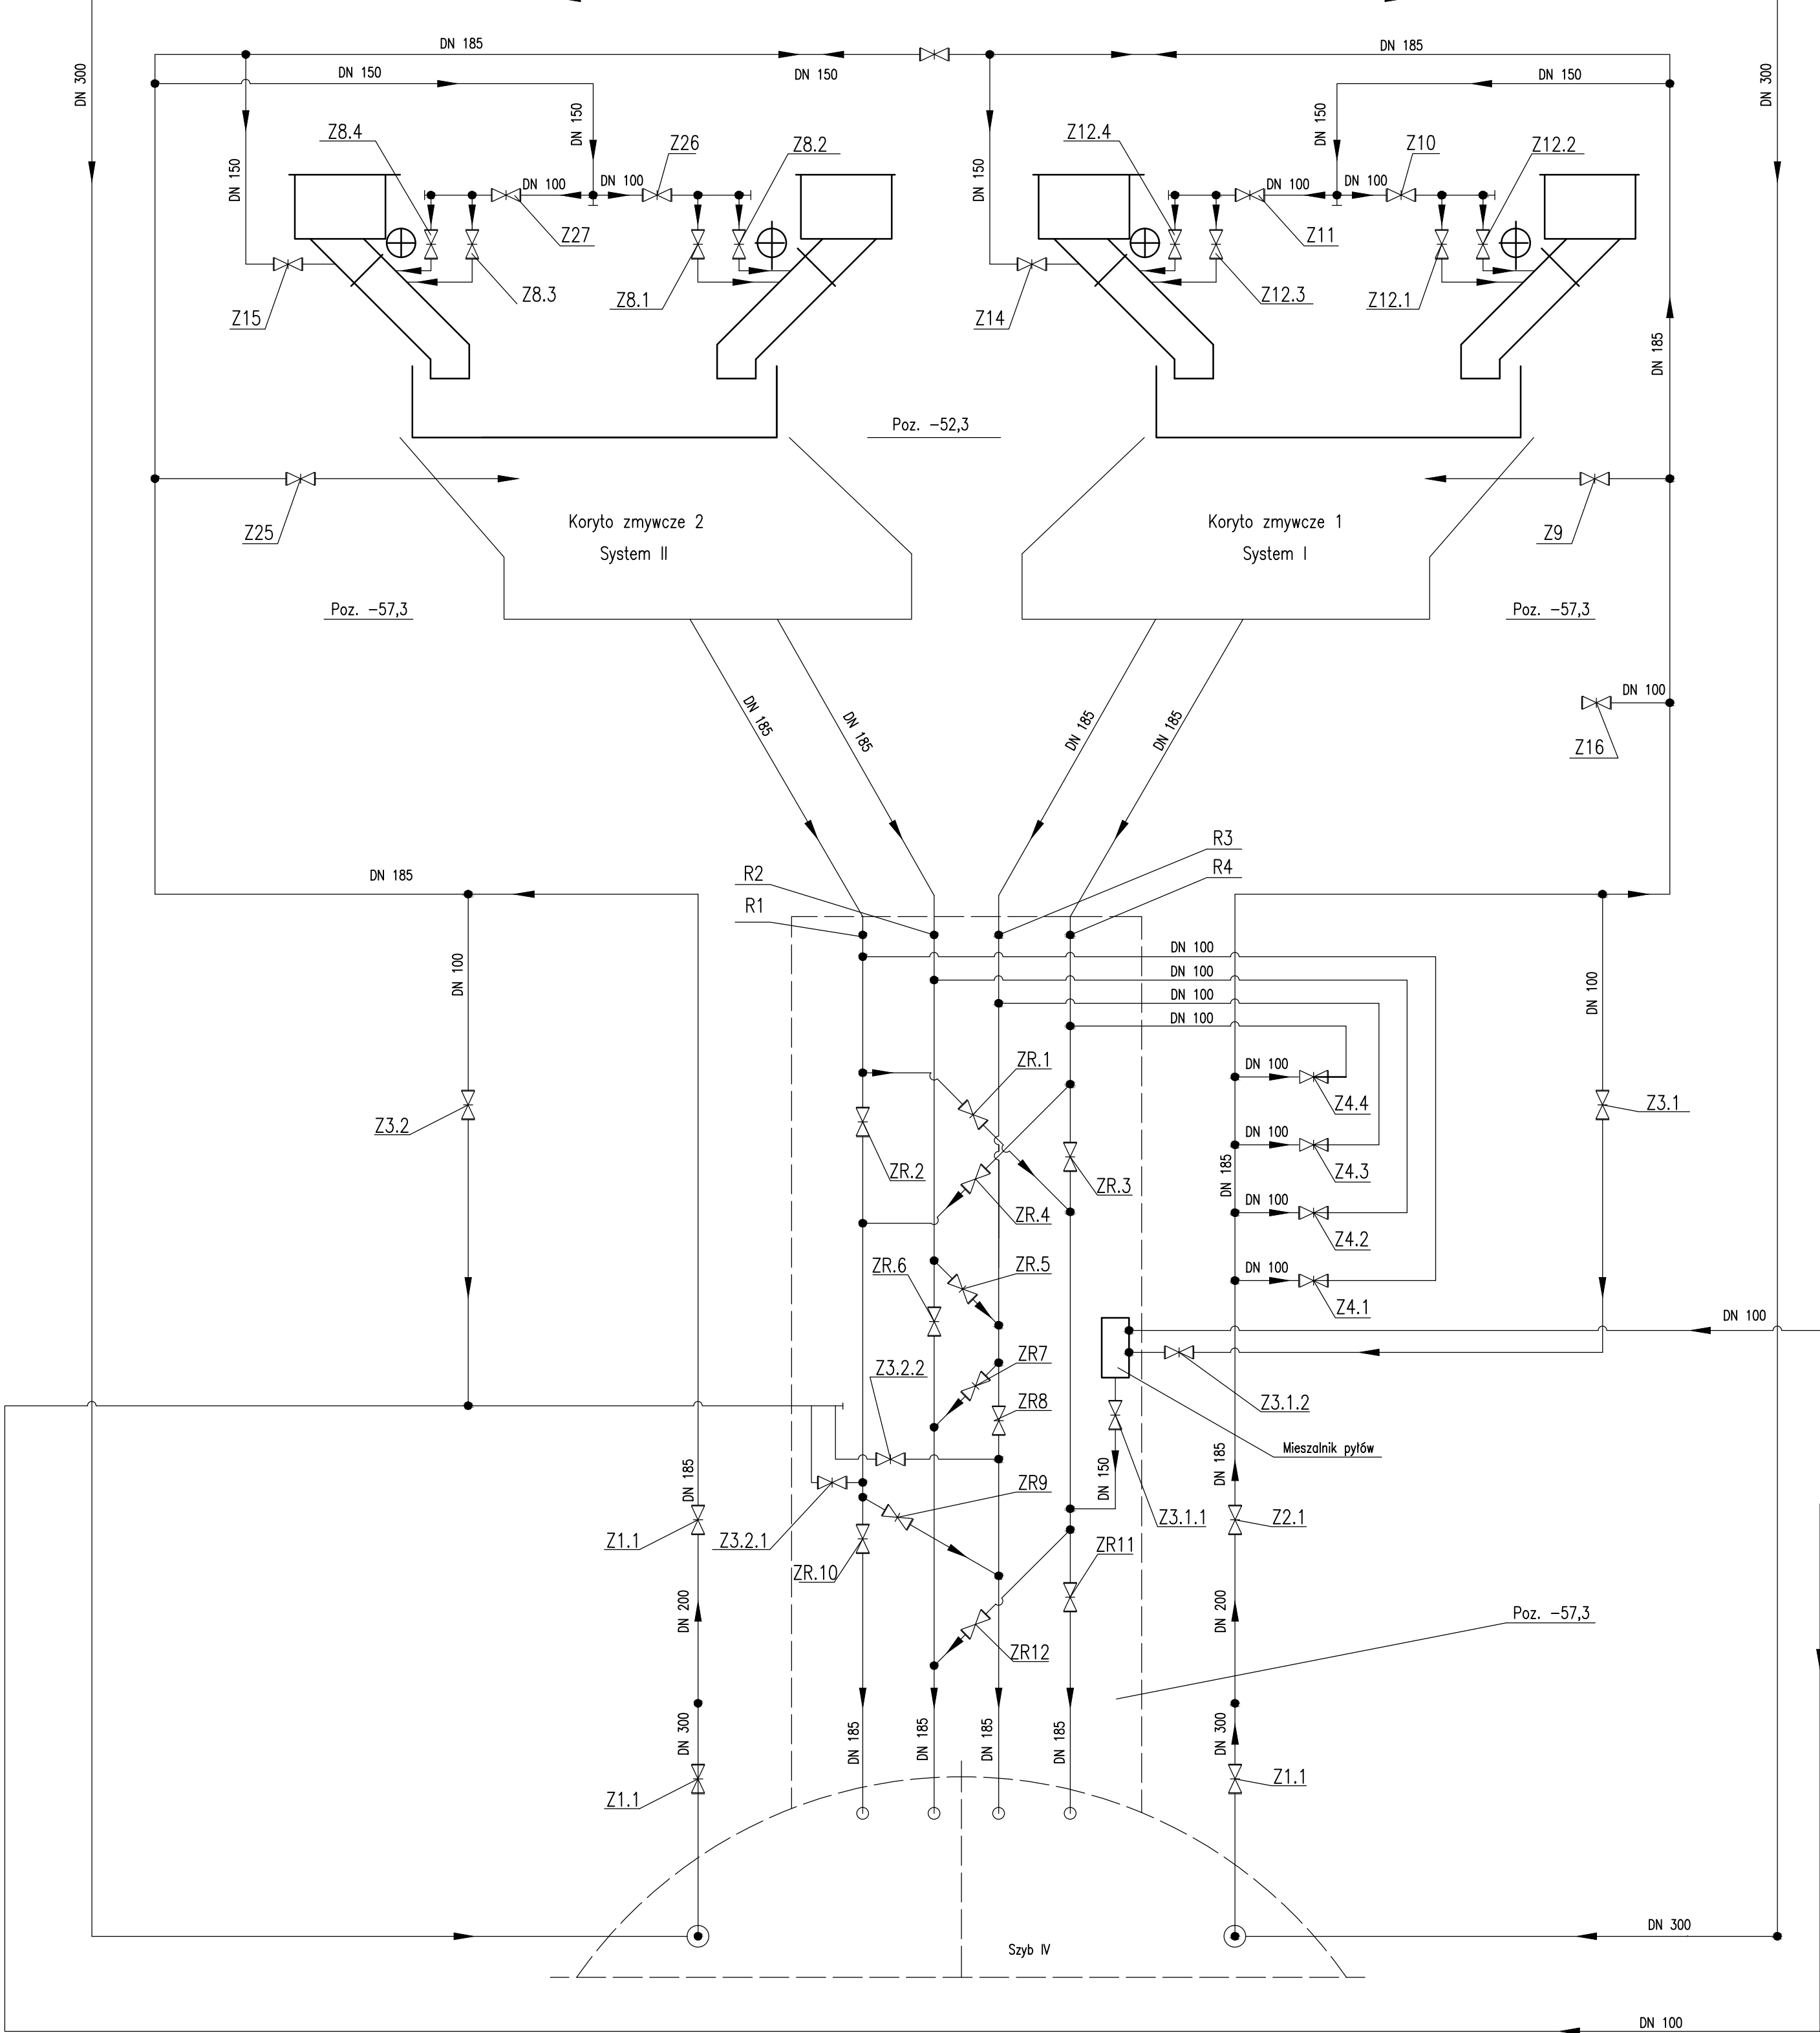 DN 185
DN 185
DN 300
DN 150
DN 150
DN 150
DN 300
DN 150
DN 150
Z8.4
Z26
Z8.2
Z12.4
Z10
Z12.2
DN 150
DN 100
DN 100
DN 150
DN 100
DN 100
Z27
Z11
Z15
Z8.3
Z8.1
Z14
Z12.3
Z12.1
DN 185
Poz. -52,3
Z25
Koryto zmywcze 2
System II
Koryto zmywcze 1
System I
Z9
Poz. -57,3
Poz. -57,3
DN 185
DN 185
DN 185
DN 185
DN 100
Z16
R3
R4
R2
R1
DN 185
DN 100
DN 100
DN 100
DN 100
DN 100
DN 100
ZR.1
DN 100
Z4.4
Z3.1
Z3.2
ZR.2
ZR.3
DN 100
Z4.3
DN 185
ZR.4
DN 100
Z4.2
ZR.6
ZR.5
DN 100
Z4.1
DN 100
Z3.2.2
ZR7
ZR8
Z3.1.2
Mieszalnik pyłów
DN 185
DN 150
DN 185
ZR9
Z1.1
Z3.2.1
Z3.1.1
Z2.1
ZR.10
ZR11
DN 200
DN 200
Poz. -57,3
ZR12
DN 300
DN 185
DN 185
DN 185
DN 185
DN 300
Z1.1
Z1.1
DN 300
Szyb IV
DN 100